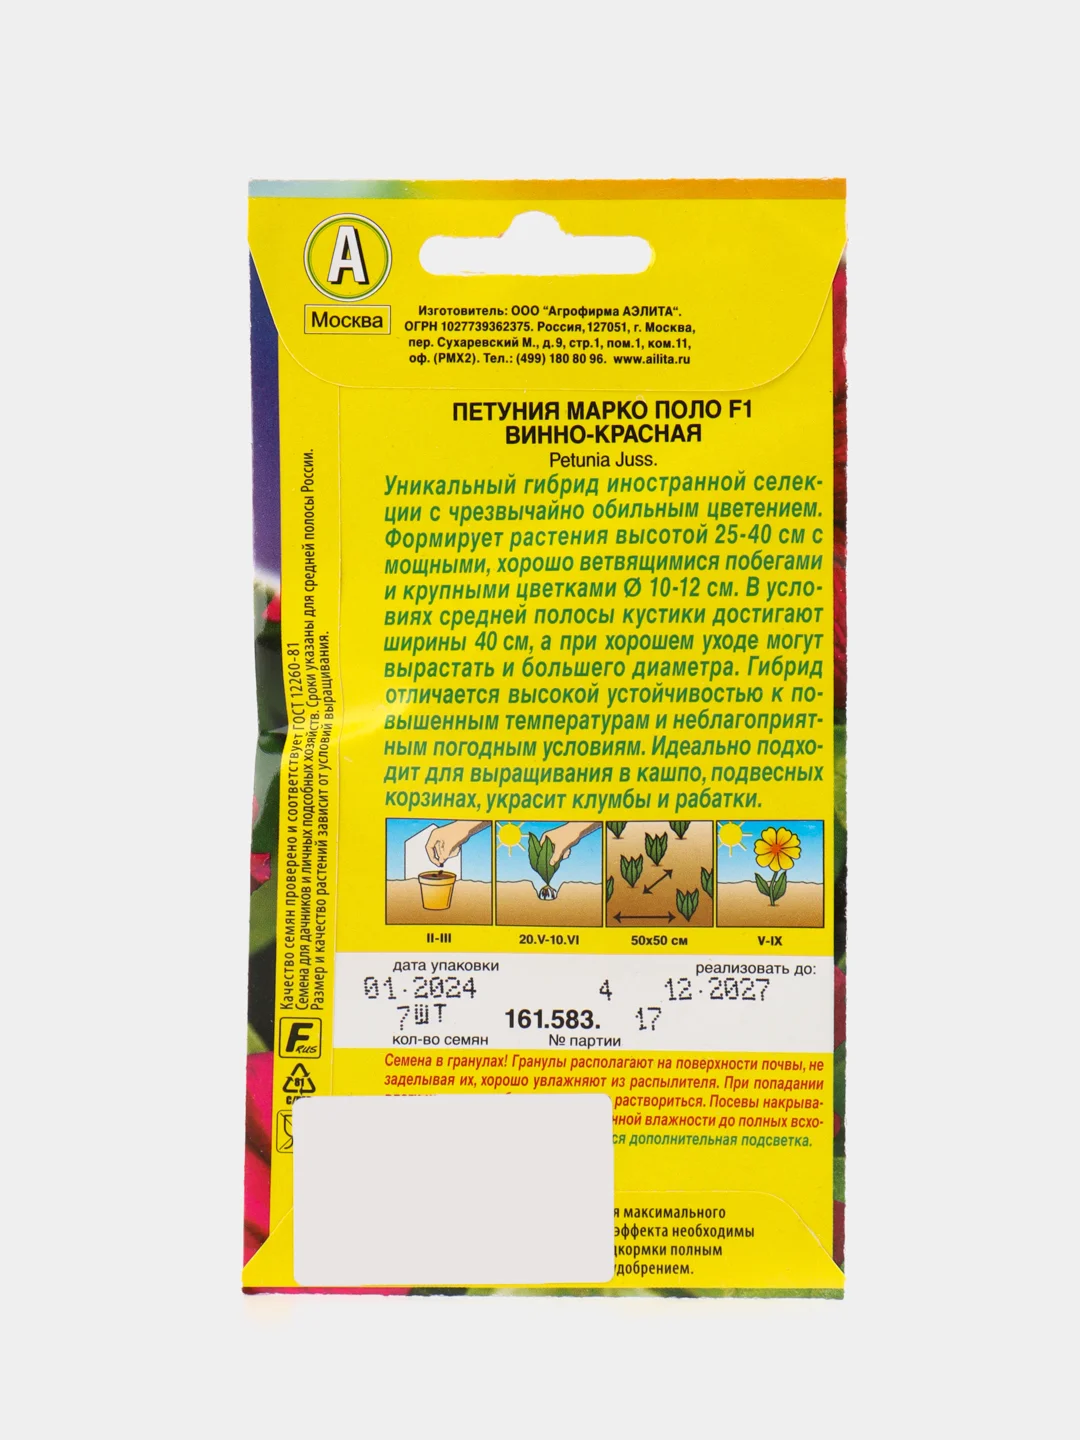 А
Москва
Изготовитель: ООО "Агрофирма АЭЛИТА".
ОГРН 1027739362375. Россия, 127051, г. Москва,
пер. Сухаревский М., д.9, стр.1, пом.1, ком.11,
оф. (РМХ2). Тел.: (499) 180 80 96. www.ailita.ru
ПЕТУНИЯ МАРКО ПОЛО F1
ВИННО-КРАСНАЯ
Petunia Juss.
Уникальный гибрид иностранной селек-
ции с чрезвычайно обильным цветением.
Формирует растения высотой 25-40 см с
мощными, хорошо ветвящимися побегами
и крупными цветками Ø 10-12 см. В усло-
виях средней полосы кустики достигают
ширины 40 см, а при хорошем уходе могут
вырастать и большего диаметра. Гибрид
отличается высокой устойчивостью к по-
вышенным температурам и неблагоприят-
ным погодным условиям. Идеально подхо-
дит для выращивания в кашпо, подвесных
корзинах, украсит клумбы и рабатки.
II-III 20.V-10.VI 50x50 см V-IX
дата упаковки реализовать до:
01.2024 4 12.2027
7шт 161.583. 17
кол-во семян № партии
Семена в гранулах! Гранулы располагают на поверхности почвы, не
заделывая их, хорошо увлажняют из распылителя. При попадании
раствориться. Посевы накрыва-
влажности до полных всхо-
дополнительная подсветка.
максимального
эффекта необходимы
полным
Качество семян проверено и соответствует ГОСТ 12260-81
Семена для дачников и личных подсобных хозяйств. Сроки указаны для средней полосы России.
Размер и качество растений зависит от условий выращивания.
F RUS
81